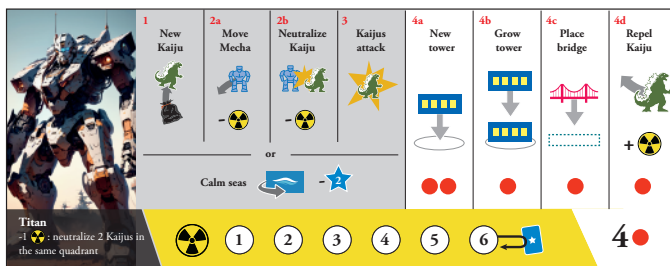 1
New
Kaiju
2a
Move
Mecha
-
2b
Neutralize
Kaiju
-
3
Kaijus
attack
4a
New
tower
4b
Grow
tower
4c
Place
bridge
4d
Repel
Kaiju
+
or
Calm seas
- 2
Titan
-1 : neutralize 2 Kaijus in
the same quadrant
1 2 3 4 5 6
4